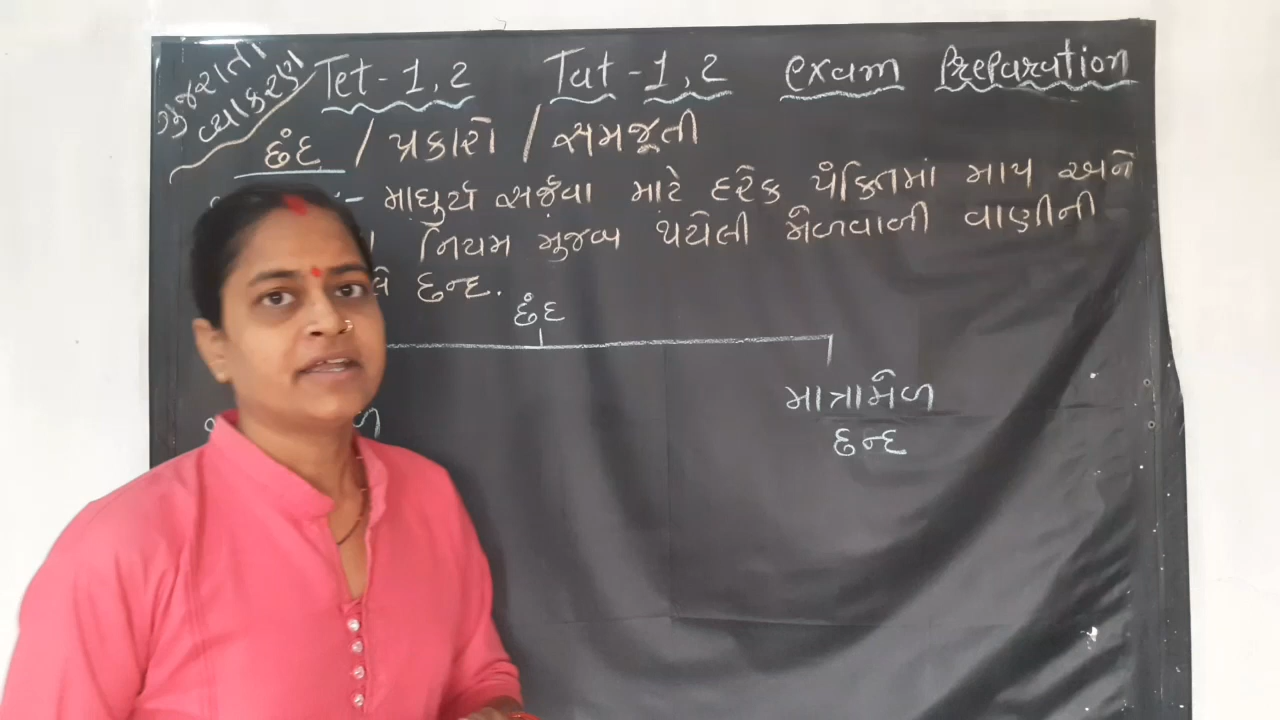 ગુજરાતી
વ્યાકરણ
Tet-1,2 Tat-1,2 exam Preparation
છંદ / પ્રકારો / સમજૂતી
:- માધુર્ય સર્જવા માટે દરેક પંક્તિમાં માપ અને
નિયમ મુજબ થયેલી મેળવાળી વાણીની
છન્દ.
છંદ
માત્રામેળ
છન્દ